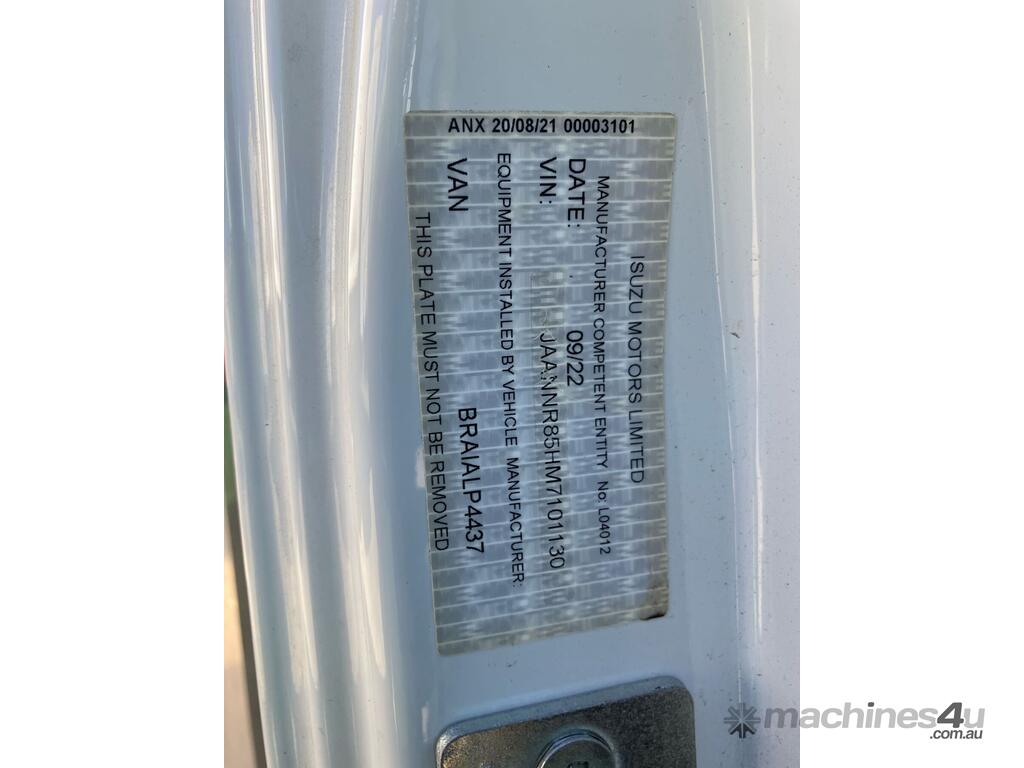 ANX 20/08/21 00003101
ISUZU MOTORS LIMITED
MANUFACTURER COMPETENT ENTITY No: L04012
DATE: 09/22
VIN: JAANNR85HM7101130
EQUIPMENT INSTALLED BY VEHICLE MANUFACTURER:
VAN BRAIALP4437
THIS PLATE MUST NOT BE REMOVED
machines4u
.com.au